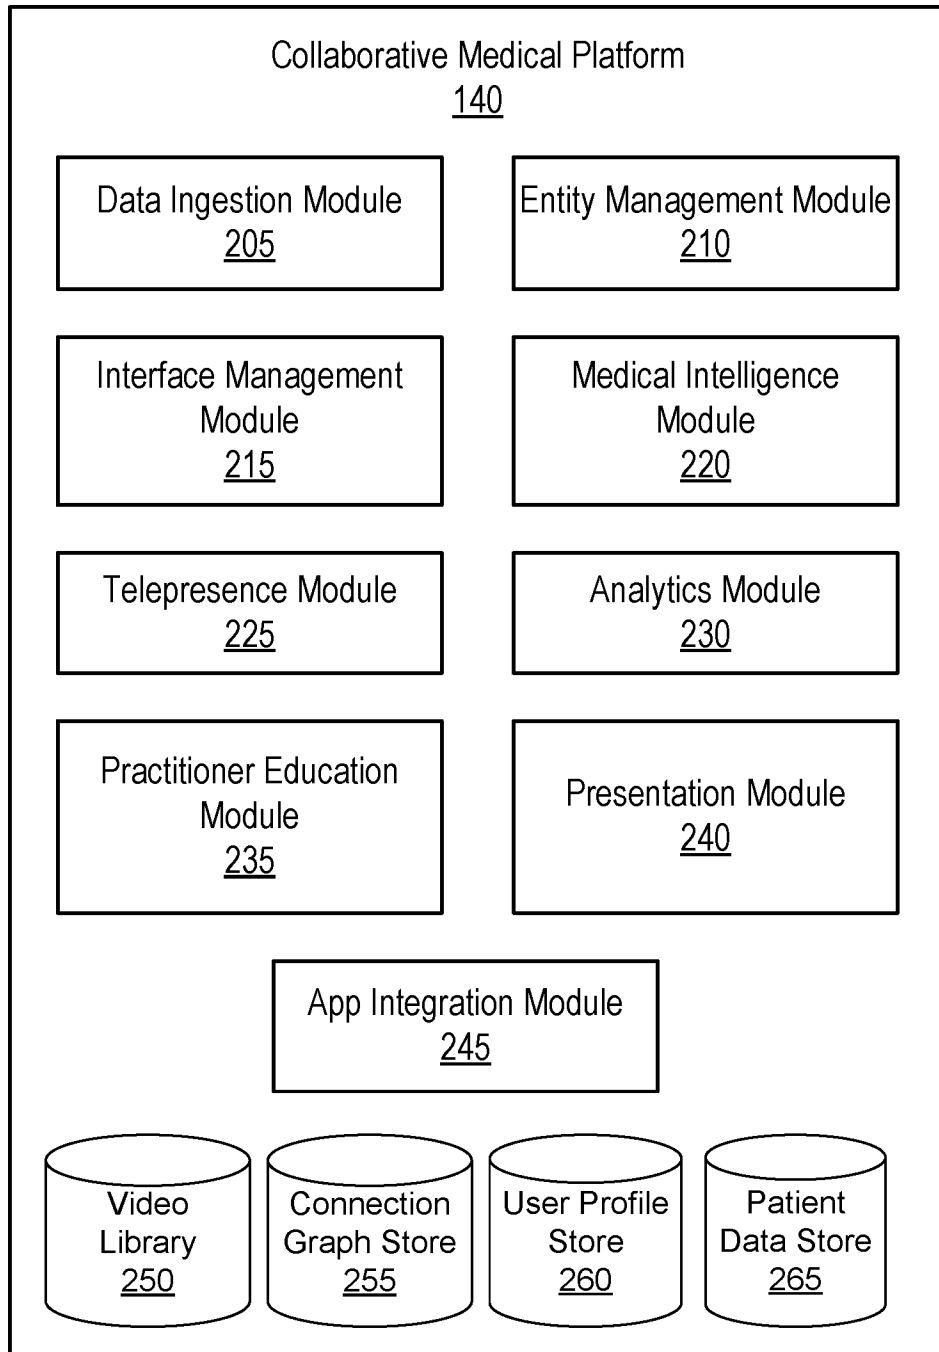 Collaborative Medical Platform
140
Data Ingestion Module
205
Entity Management Module
210
Interface Management
Module
215
Medical Intelligence
Module
220
Telepresence Module
225
Analytics Module
230
Practitioner Education
Module
235
Presentation Module
240
App Integration Module
245
Video
Library
250
Connection
Graph Store
255
User Profile
Store
260
Patient
Data Store
265